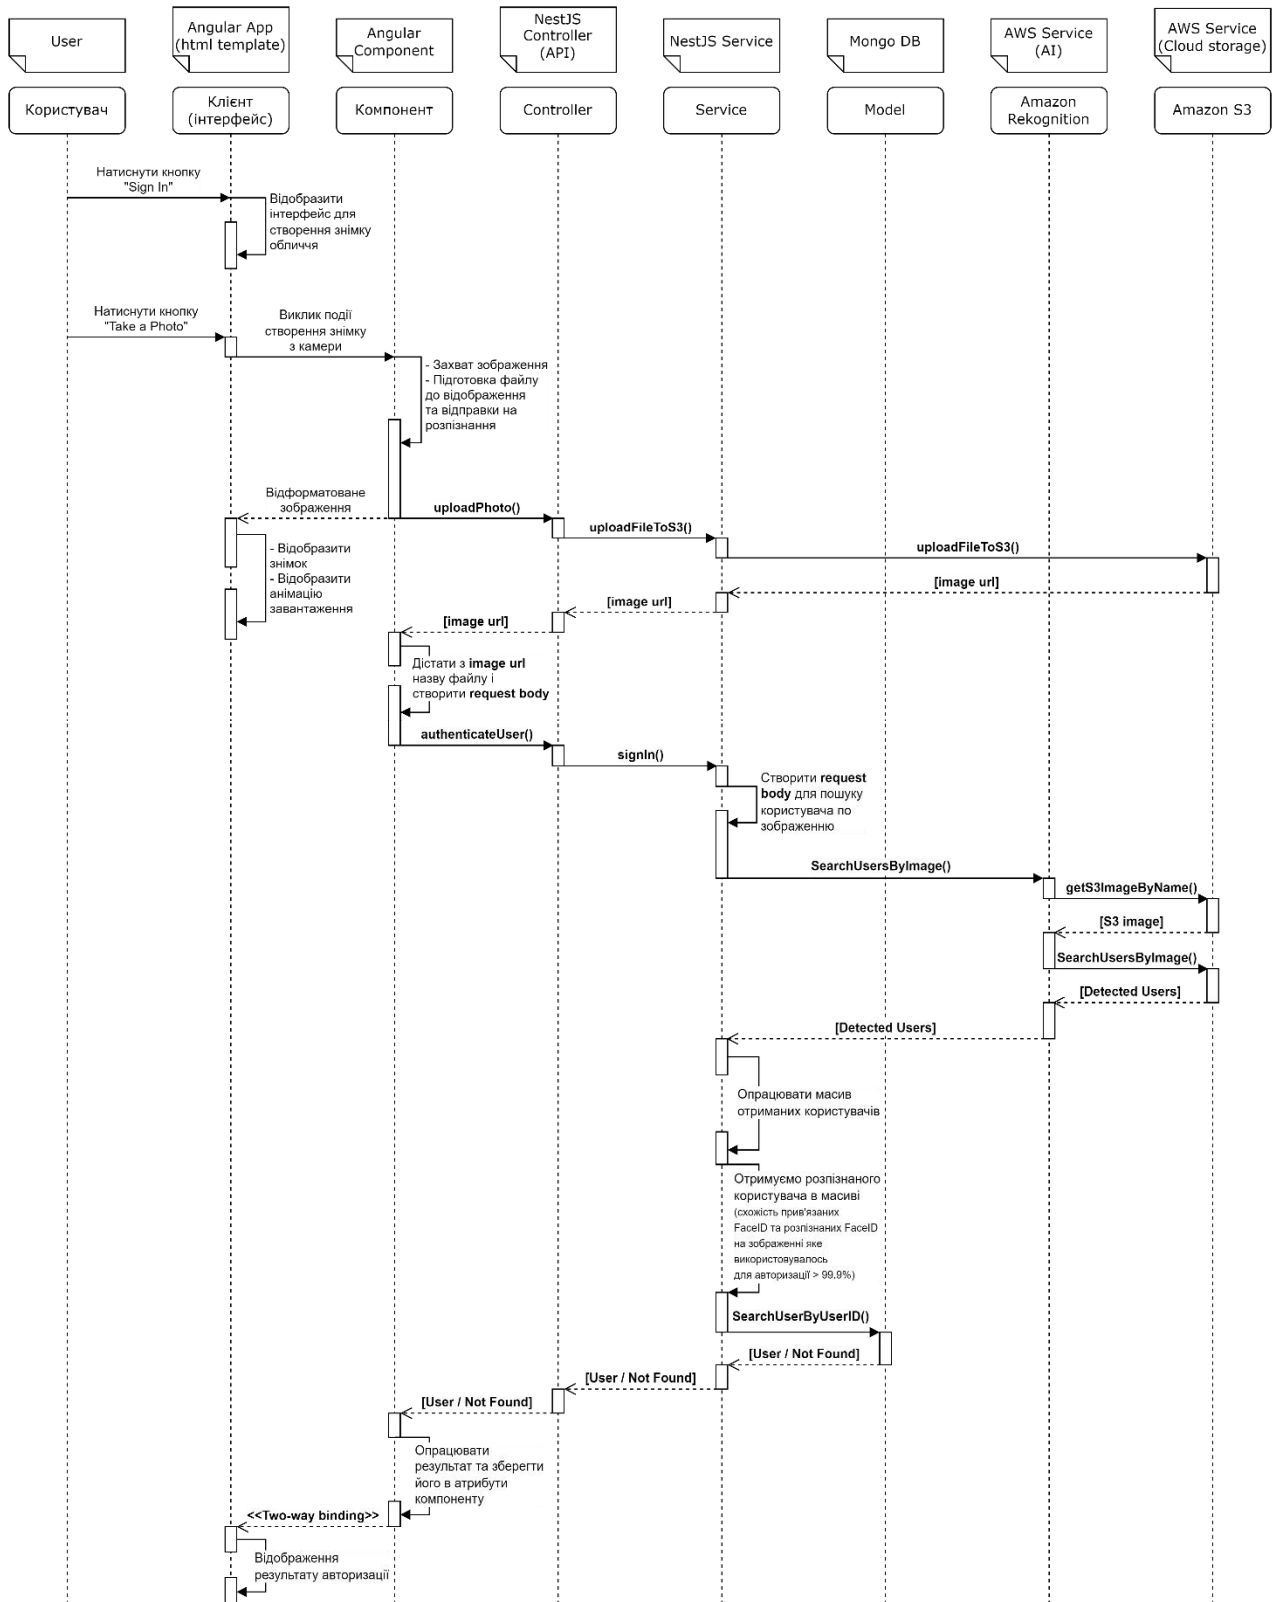 User
Angular App
(html template)
Angular
Component
NestJS
Controller
(API)
NestJS Service
Mongo DB
AWS Service
(AI)
AWS Service
(Cloud storage)
Користувач
Клієнт
(інтерфейс)
Компонент
Controller
Service
Model
Amazon
Rekognition
Amazon S3
Натиснути кнопку
"Sign In"
Відобразити
інтерфейс для
створення знімку
обличчя
Натиснути кнопку
"Take a Photo"
Виклик події
створення знімку
з камери
- Захват зображення
- Підготовка файлу
до відображення
та відправки на
розпізнання
Відформатоване
зображення
uploadPhoto()
uploadFileToS3()
uploadFileToS3()
- Відобразити
знімок
- Відобразити
анімацію
завантаження
[image url]
[image url]
[image url]
Дістати з image url
назву файлу і
створити request body
authenticateUser()
signIn()
Створити request
body для пошуку
користувача по
зображенню
SearchUsersByImage()
getS3ImageByName()
[S3 image]
SearchUsersByImage()
[Detected Users]
[Detected Users]
Опрацювати масив
отриманих користувачів
Отримуємо розпізнаного
користувача в масиві
(схожість прив'язаних
FaceID та розпізнаних FaceID
на зображенні яке
використовувалось
для авторизації > 99.9%)
SearchUserByUserID()
[User / Not Found]
[User / Not Found]
[User / Not Found]
Опрацювати
результат та зберегти
його в атрибути
компоненту
<<Two-way binding>>
Відображення
результату авторизації